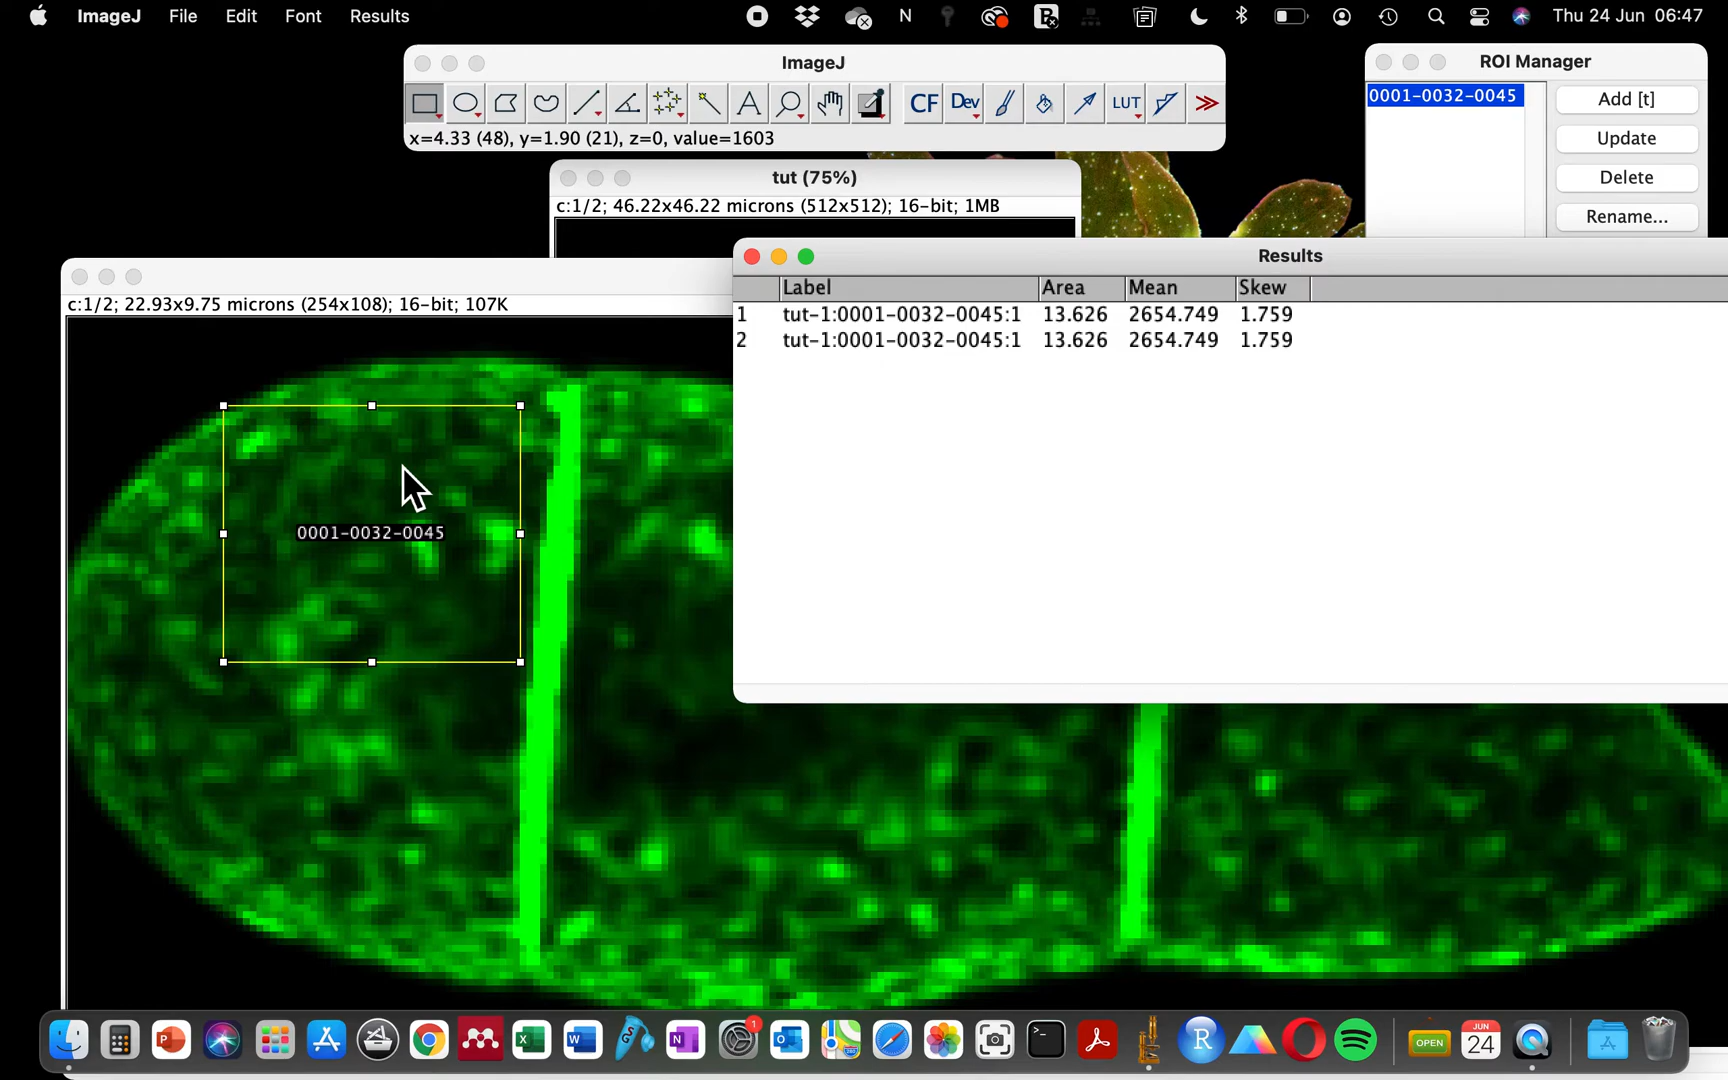 ImageJ File Edit Font Results N Thu 24 Jun 06:47
ImageJ
CF Dev LUT
x=4.33 (48), y=1.90 (21), z=0, value=1603
ROI Manager
0001-0032-0045
Add [t]
Update
Delete
Rename...
tut (75%)
c:1/2; 46.22x46.22 microns (512x512); 16-bit; 1MB
c:1/2; 22.93x9.75 microns (254x108); 16-bit; 107K
Results
Label Area Mean Skew
1 tut-1:0001-0032-0045:1 13.626 2654.749 1.759
2 tut-1:0001-0032-0045:1 13.626 2654.749 1.759
0001-0032-0045
1
OPEN
JUN
24